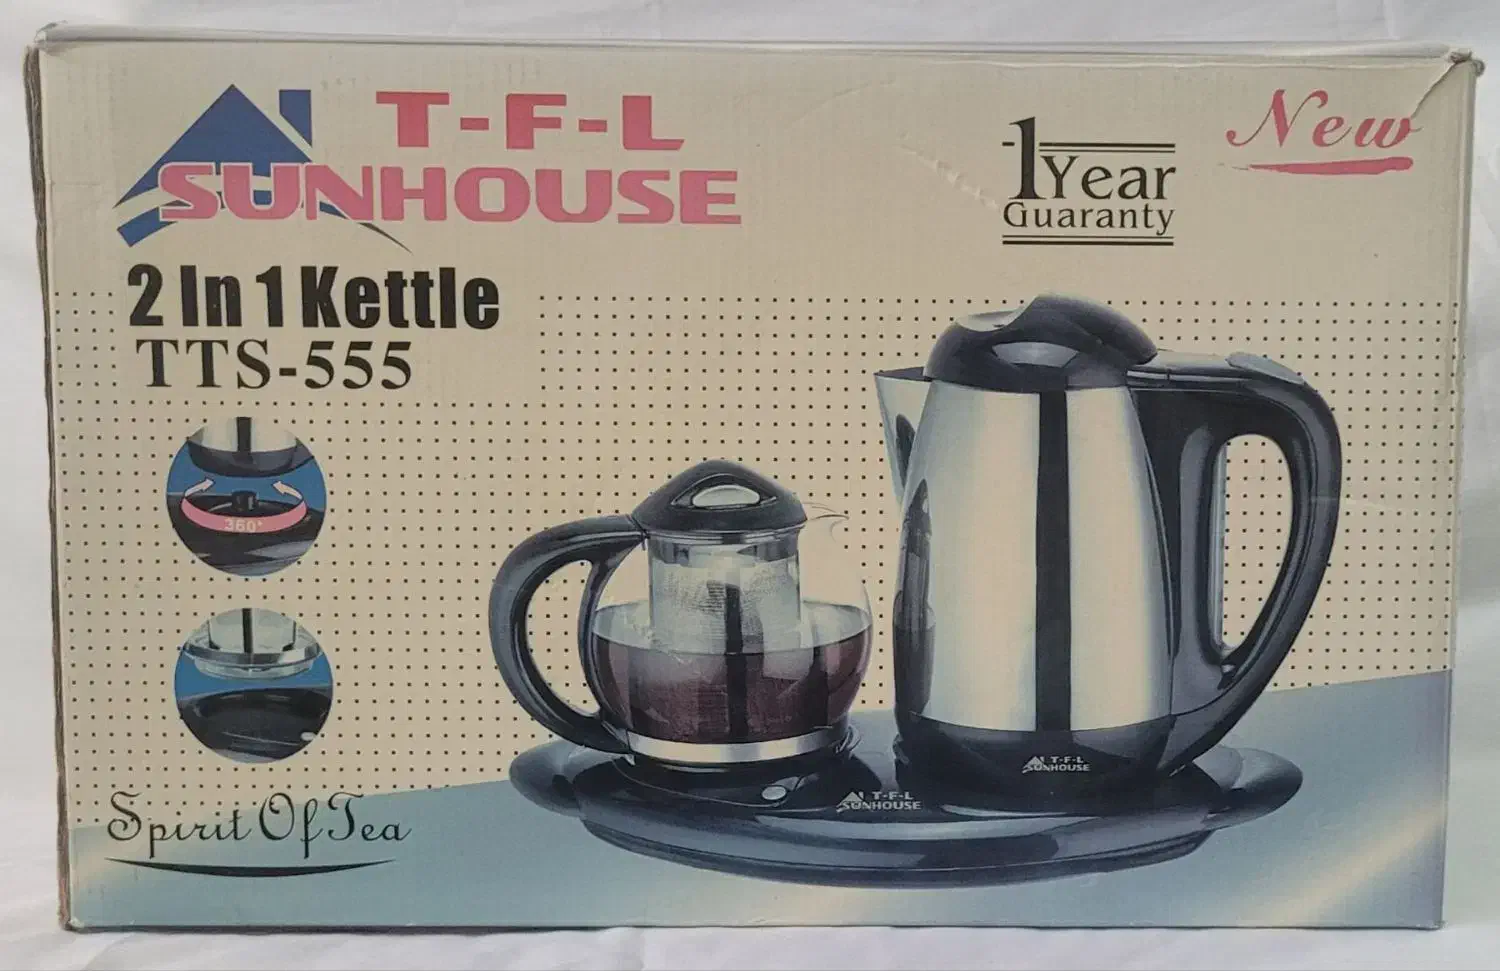 T-F-L
SUNHOUSE
1 Year
Guaranty
New
2 In 1 Kettle
TTS-555
360°
Spirit Of Tea
T-F-L
SUNHOUSE
T-F-L
SUNHOUSE